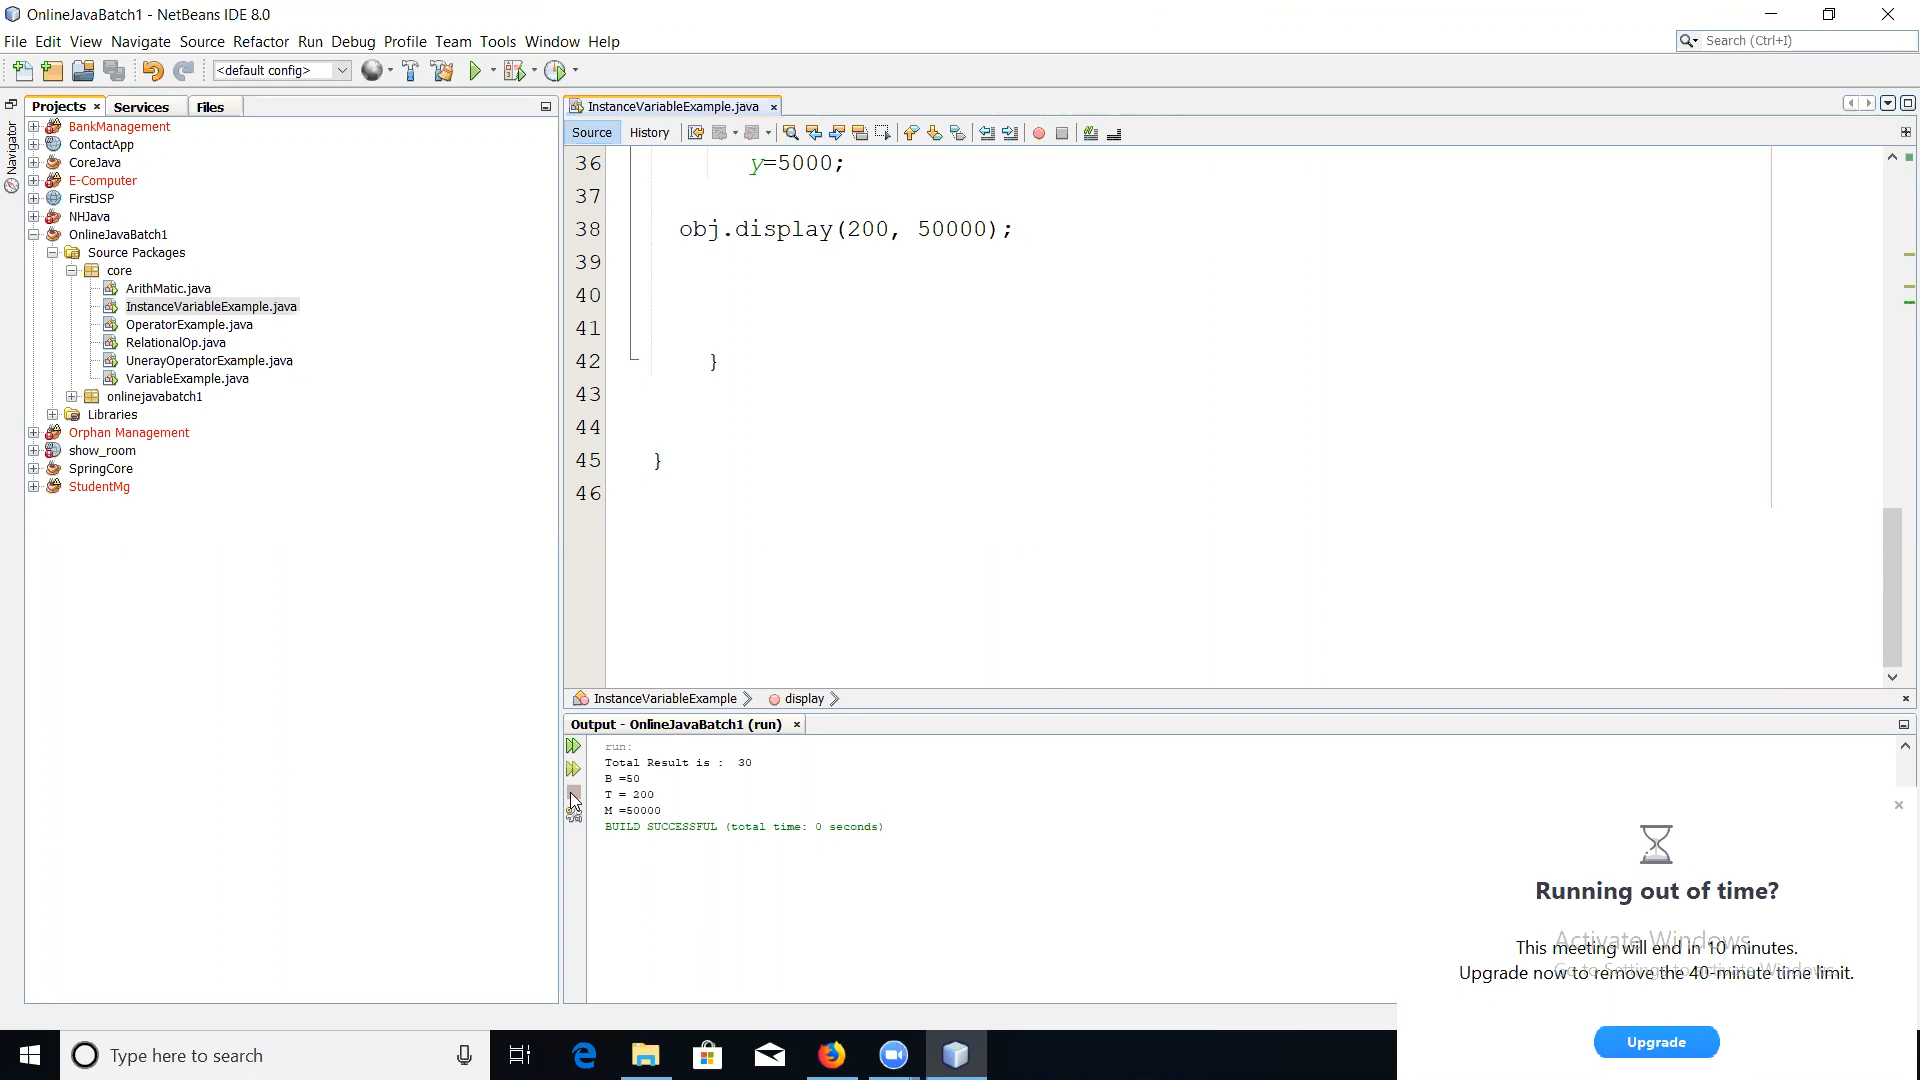 OnlineJavaBatch1 - NetBeans IDE 8.0
File Edit View Navigate Source Refactor Run Debug Profile Team Tools Window Help
Search (Ctrl+I)
<default config>
Navigator
Projects
Services
Files
BankManagement
ContactApp
CoreJava
E-Computer
FirstJSP
NHJava
OnlineJavaBatch1
Source Packages
core
ArithMatic.java
InstanceVariableExample.java
OperatorExample.java
RelationalOp.java
UnerayOperatorExample.java
VariableExample.java
onlinejavabatch1
Libraries
Orphan Management
show_room
SpringCore
StudentMg
InstanceVariableExample.java
Source History
36 y=5000;
37
38 obj.display(200, 50000);
39
40
41
42 }
43
44
45 }
46
InstanceVariableExample display
Output - OnlineJavaBatch1 (run)
run:
Total Result is : 30
B =50
T = 200
M =50000
BUILD SUCCESSFUL (total time: 0 seconds)
Running out of time?
Activate Windows
This meeting will end in 10 minutes.
Go to Settings to activate Windows.
Upgrade now to remove the 40-minute time limit.
Upgrade
Type here to search